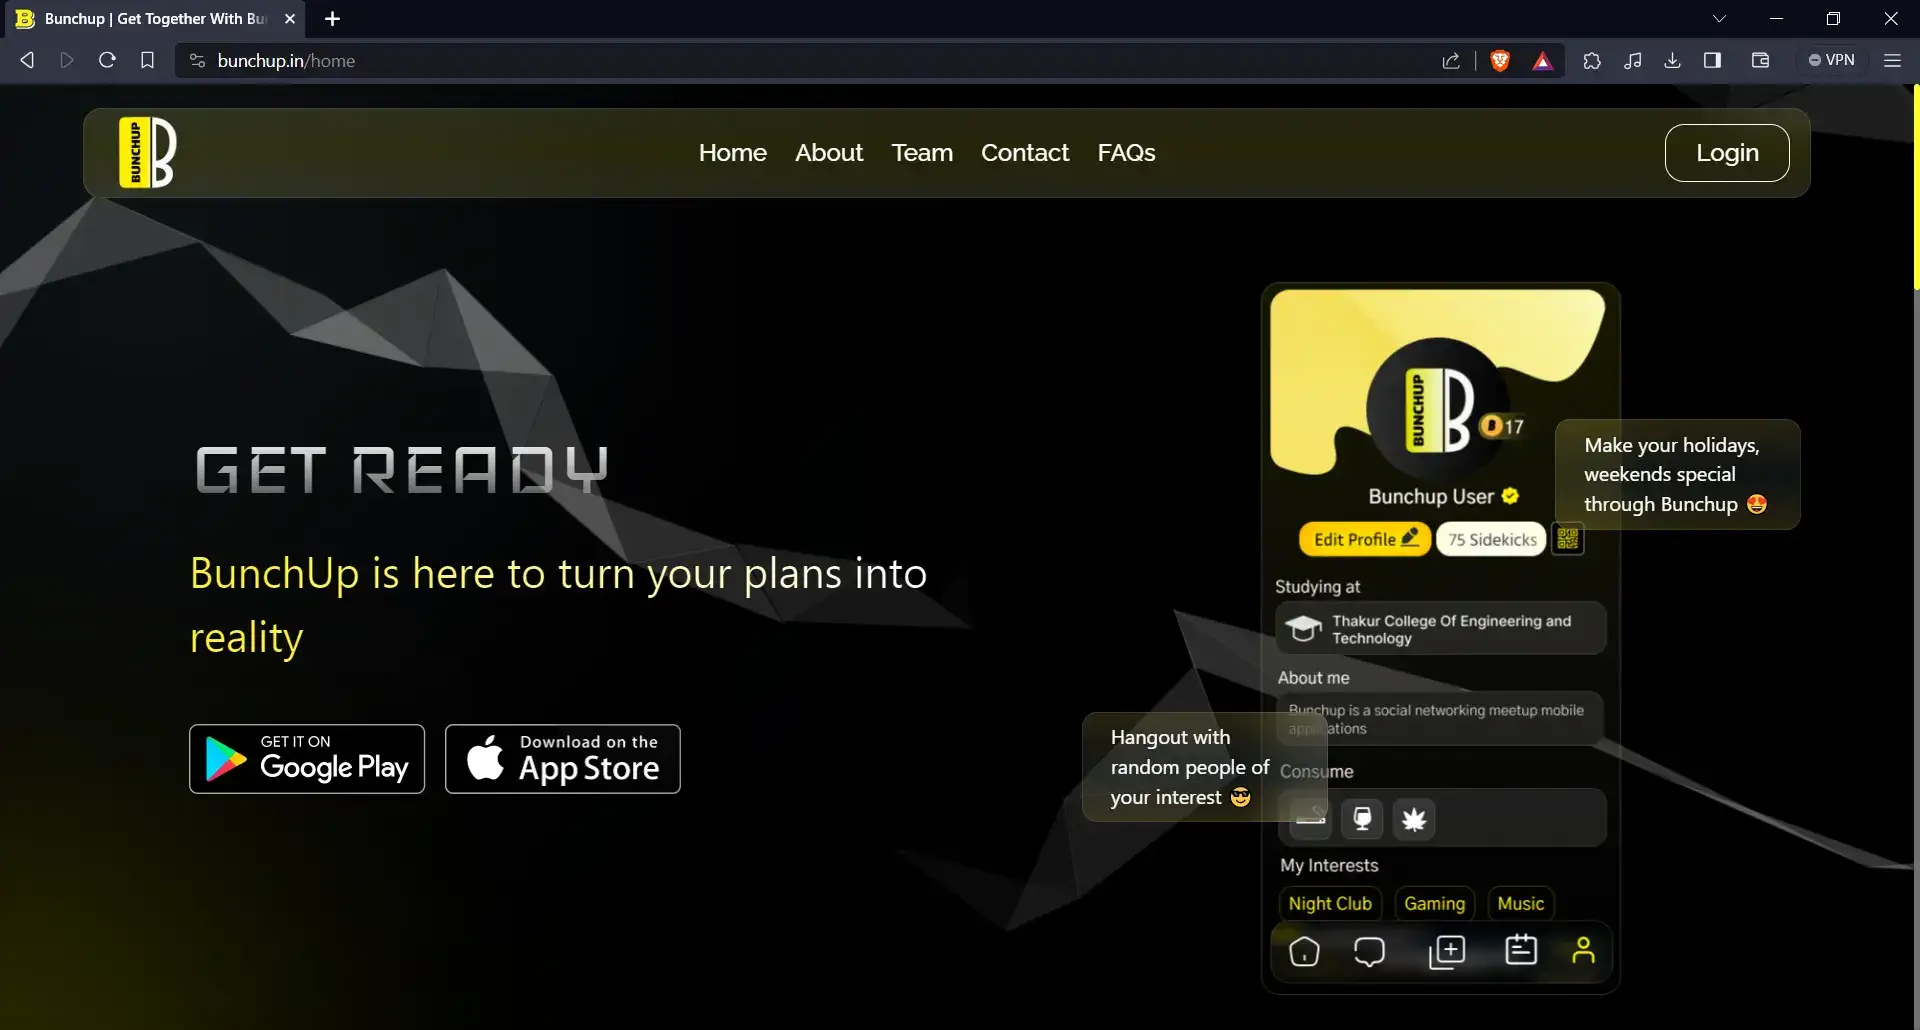 Bunchup | Get Together With Bu
bunchup.in/home
VPN
BUNCHUP B
Home
About
Team
Contact
FAQs
Login
GET READY
BunchUp is here to turn your plans into
reality
GET IT ON
Google Play
Download on the
App Store
BUNCHUP B
B 17
Bunchup User
Make your holidays,
weekends special
through Bunchup 🤩
Edit Profile
75 Sidekicks
Studying at
Thakur College Of Engineering and
Technology
About me
Bunchup is a social networking meetup mobile
applications
Hangout with
random people of
your interest 😎
Consume
My Interests
Night Club
Gaming
Music